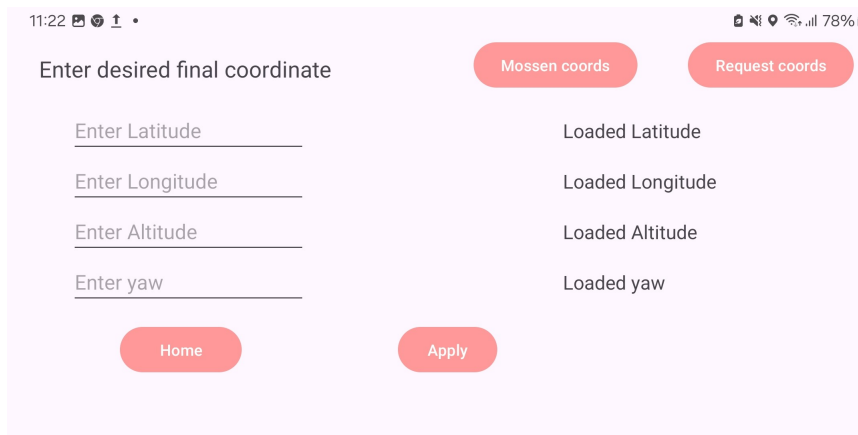 11:22 78%
Enter desired final coordinate Mossen coords Request coords
Enter Latitude Loaded Latitude
Enter Longitude Loaded Longitude
Enter Altitude Loaded Altitude
Enter yaw Loaded yaw
Home Apply